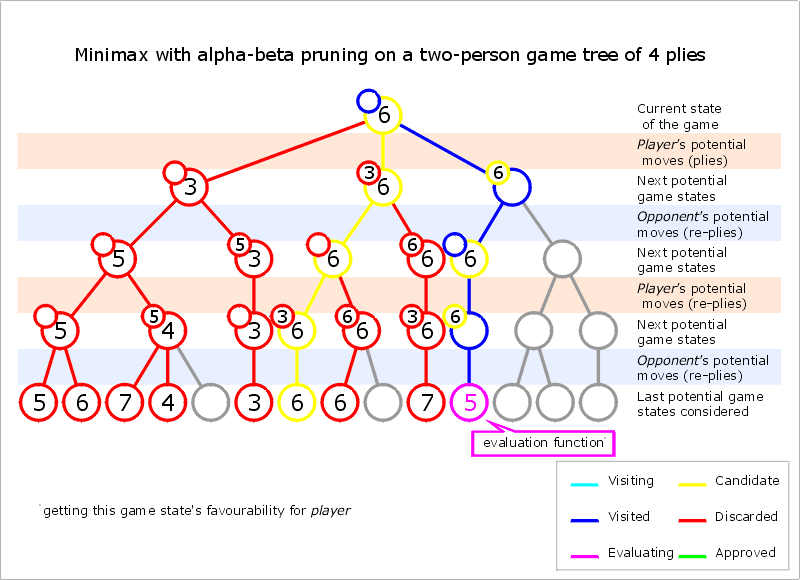 Minimax with alpha-beta pruning on a two-person game tree of 4 plies
6
Current state
of the game
Player's potential
moves (plies)
3
3
6
6
Next potential
game states
Opponent's potential
moves (re-plies)
5
5
3
6
6
6
6
Next potential
game states
Player's potential
moves (re-plies)
5
5
4
3
3
6
6
6
3
6
6
Next potential
game states
Opponent's potential
moves (re-plies)
5
6
7
4
3
6
6
7
5
Last potential game
states considered
evaluation function*
Visiting
Candidate
Visited
Discarded
Evaluating
Approved
*getting this game state's favourability for player